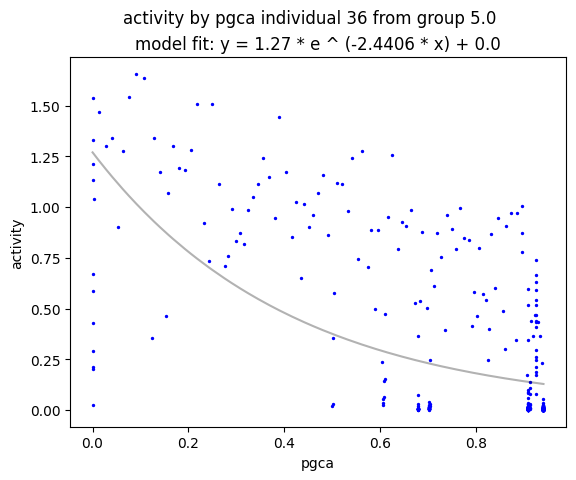 activity by pgca individual 36 from group 5.0
model fit: y = 1.27 * e ^ (-2.4406 * x) + 0.0
activity
1.50
1.25
1.00
0.75
0.50
0.25
0.00
0.0 0.2 0.4 0.6 0.8
pgca